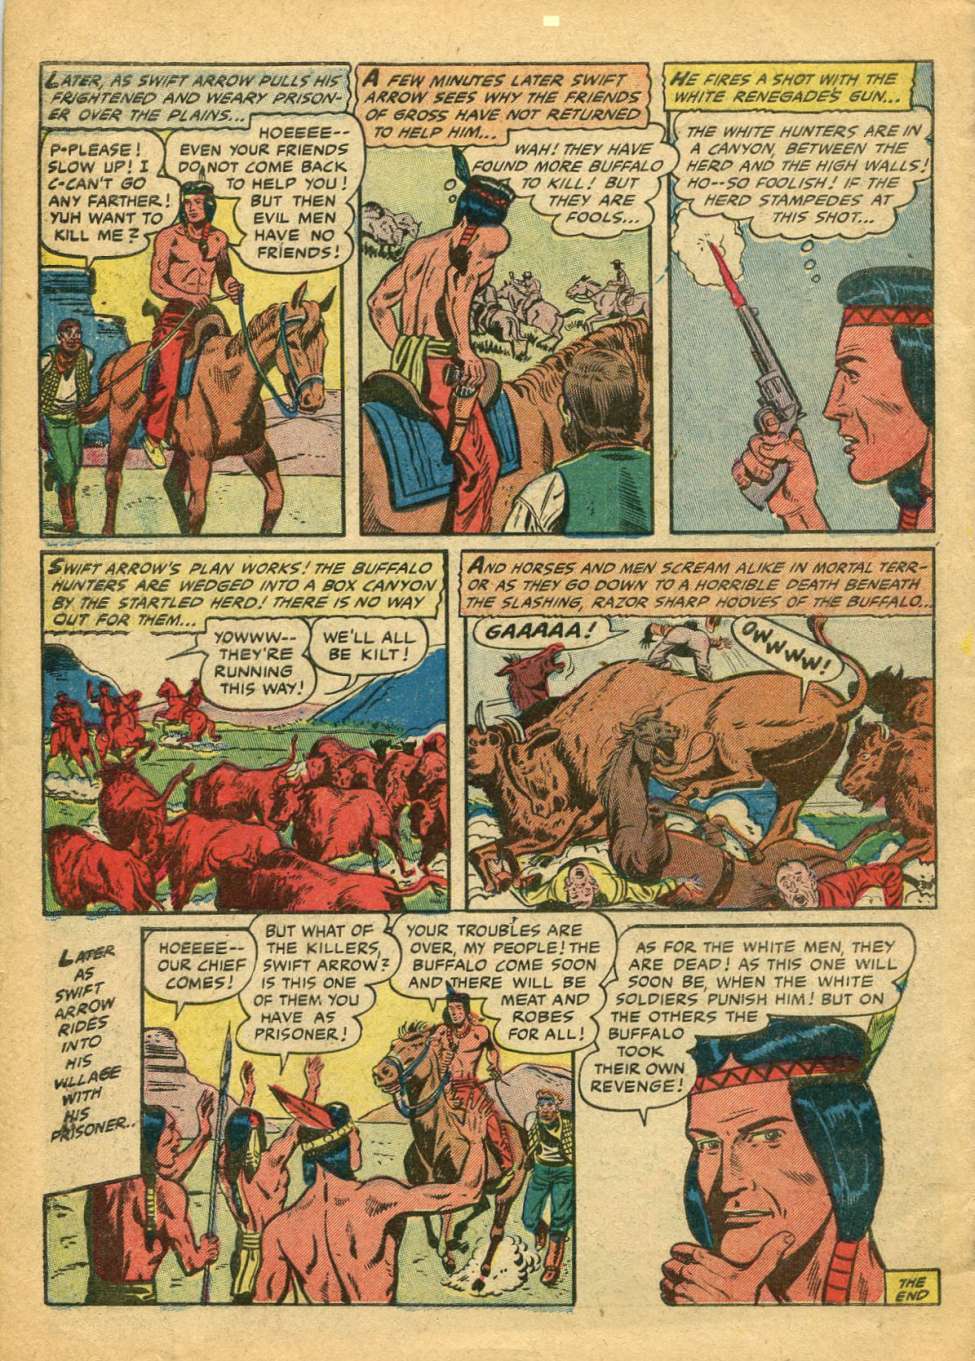 LATER, AS SWIFT ARROW PULLS HIS
FRIGHTENED AND WEARY PRISON-
ER OVER THE PLAINS...
P-PLEASE!
SLOW UP! I
C-CAN'T GO
ANY FARTHER!
YUH WANT TO
KILL ME?
HOEEEE--
EVEN YOUR FRIENDS
DO NOT COME BACK
TO HELP YOU!
BUT THEN
EVIL MEN
HAVE NO
FRIENDS!
A FEW MINUTES LATER SWIFT
ARROW SEES WHY THE FRIENDS
OF GROSS HAVE NOT RETURNED
TO HELP HIM...
WAH! THEY HAVE
FOUND MORE BUFFALO
TO KILL! BUT
THEY ARE
FOOLS...
HE FIRES A SHOT WITH THE
WHITE RENEGADE'S GUN...
THE WHITE HUNTERS ARE IN
A CANYON, BETWEEN THE
HERD AND THE HIGH WALLS!
HO--SO FOOLISH! IF THE
HERD STAMPEDES AT
THIS SHOT...
SWIFT ARROW'S PLAN WORKS! THE BUFFALO
HUNTERS ARE WEDGED INTO A BOX CANYON
BY THE STARTLED HERD! THERE IS NO WAY
OUT FOR THEM...
YOWWW--
THEY'RE
RUNNING
THIS WAY!
WE'LL ALL
BE KILT!
AND HORSES AND MEN SCREAM ALIKE IN MORTAL TERR-
OR AS THEY GO DOWN TO A HORRIBLE DEATH BENEATH
THE SLASHING, RAZOR SHARP HOOVES OF THE BUFFALO...
GAAAAA!
OWWWWW!
LATER
AS
SWIFT
ARROW
RIDES
INTO
HIS
VILLAGE
WITH
HIS
PRISONER..
HOEEEE--
OUR CHIEF
COMES!
BUT WHAT OF
THE KILLERS,
SWIFT ARROW?
IS THIS ONE
OF THEM YOU
HAVE AS
PRISONER!
YOUR TROUBLES ARE
OVER, MY PEOPLE! THE
BUFFALO COME SOON
AND THERE WILL BE
MEAT AND
ROBES
FOR ALL!
AS FOR THE WHITE MEN, THEY
ARE DEAD! AS THIS ONE WILL
SOON BE, WHEN THE WHITE
SOLDIERS PUNISH HIM! BUT ON
THE OTHERS THE
BUFFALO
TOOK
THEIR OWN
REVENGE!
THE
END